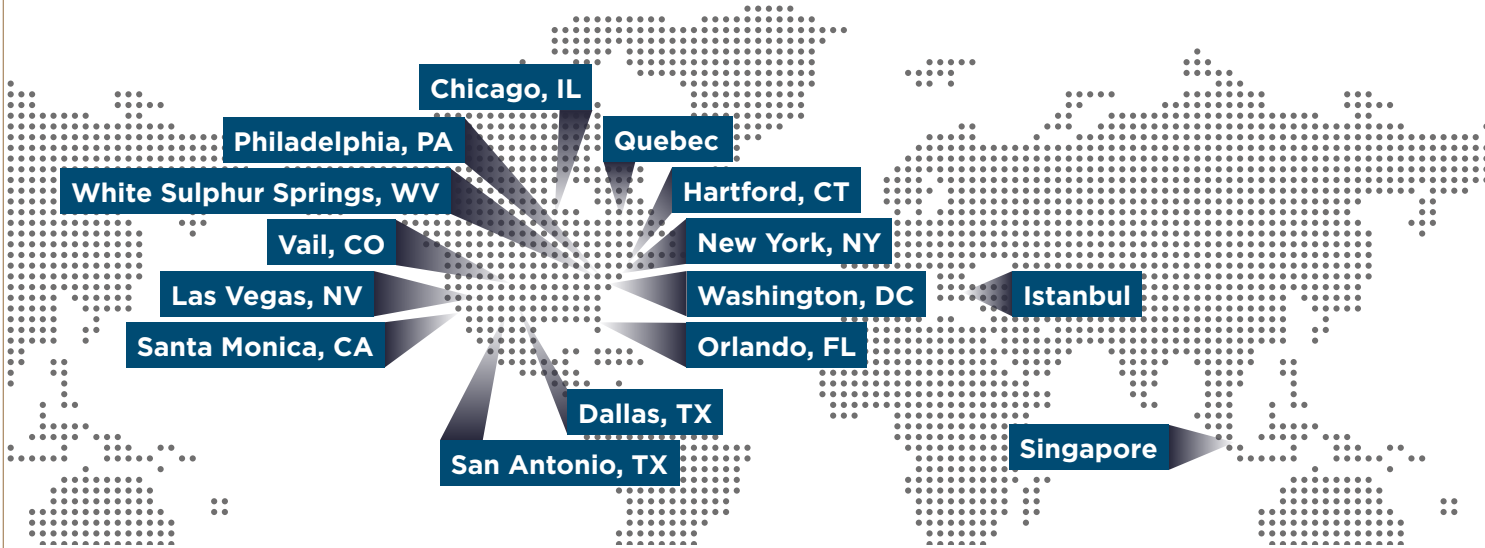 Chicago, IL
Philadelphia, PA
Quebec
White Sulphur Springs, WV
Hartford, CT
Vail, CO
New York, NY
Las Vegas, NV
Washington, DC
Istanbul
Santa Monica, CA
Orlando, FL
Dallas, TX
Singapore
San Antonio, TX